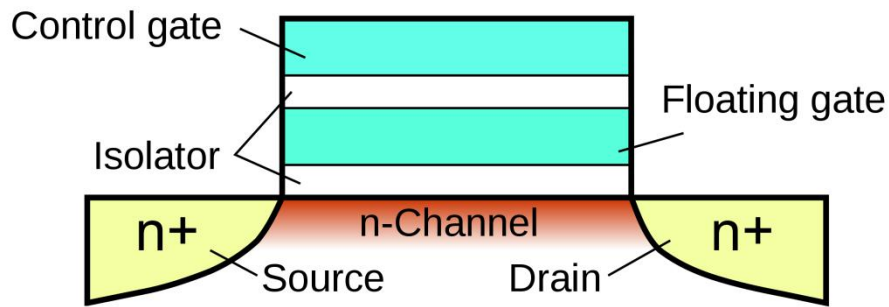 Control gate
Floating gate
Isolator
n+
n-Channel
n+
Source
Drain